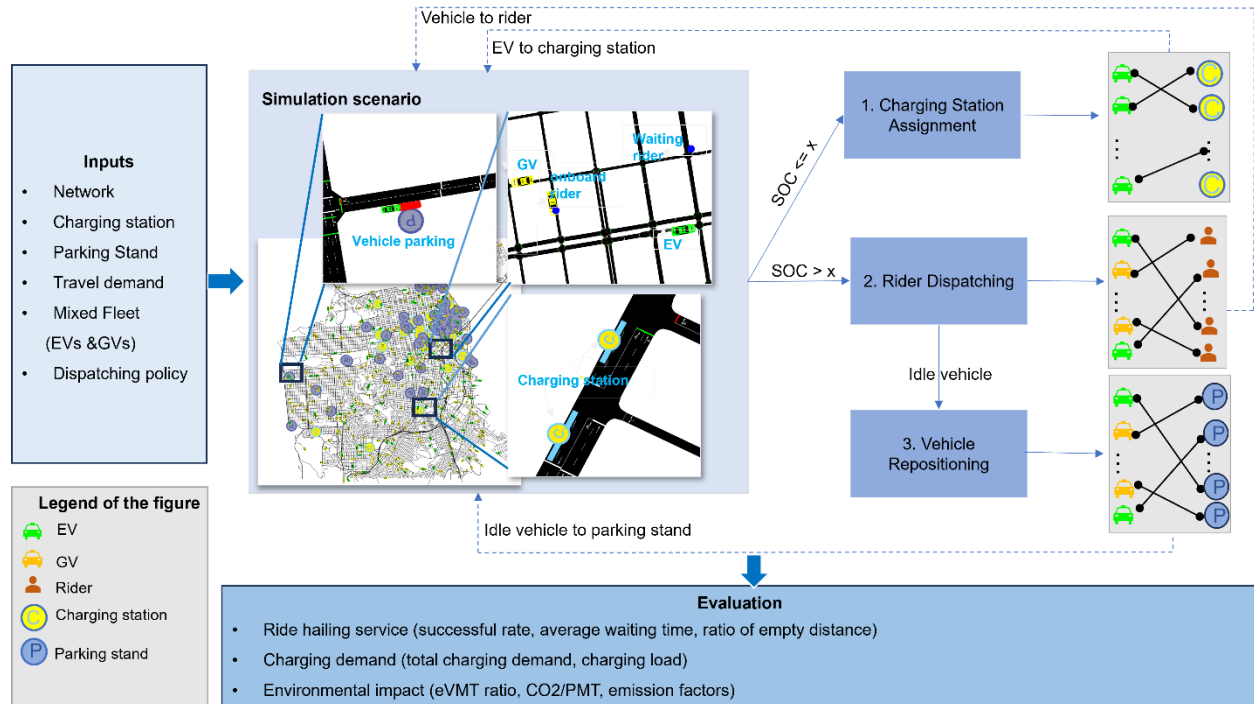 Vehicle to rider
EV to charging station
Inputs
• Network
• Charging station
• Parking Stand
• Travel demand
• Mixed Fleet
(EVs &GVs)
• Dispatching policy
Simulation scenario
Vehicle parking
P
GV
onboard
rider
Waiting
rider
EV
Charging station
C
C
SOC <= x
SOC > x
1. Charging Station
Assignment
2. Rider Dispatching
Idle vehicle
3. Vehicle
Repositioning
C
C
C
P
P
P
P
Idle vehicle to parking stand
Legend of the figure
EV
GV
Rider
C Charging station
P Parking stand
Evaluation
• Ride hailing service (successful rate, average waiting time, ratio of empty distance)
• Charging demand (total charging demand, charging load)
• Environmental impact (eVMT ratio, CO2/PMT, emission factors)